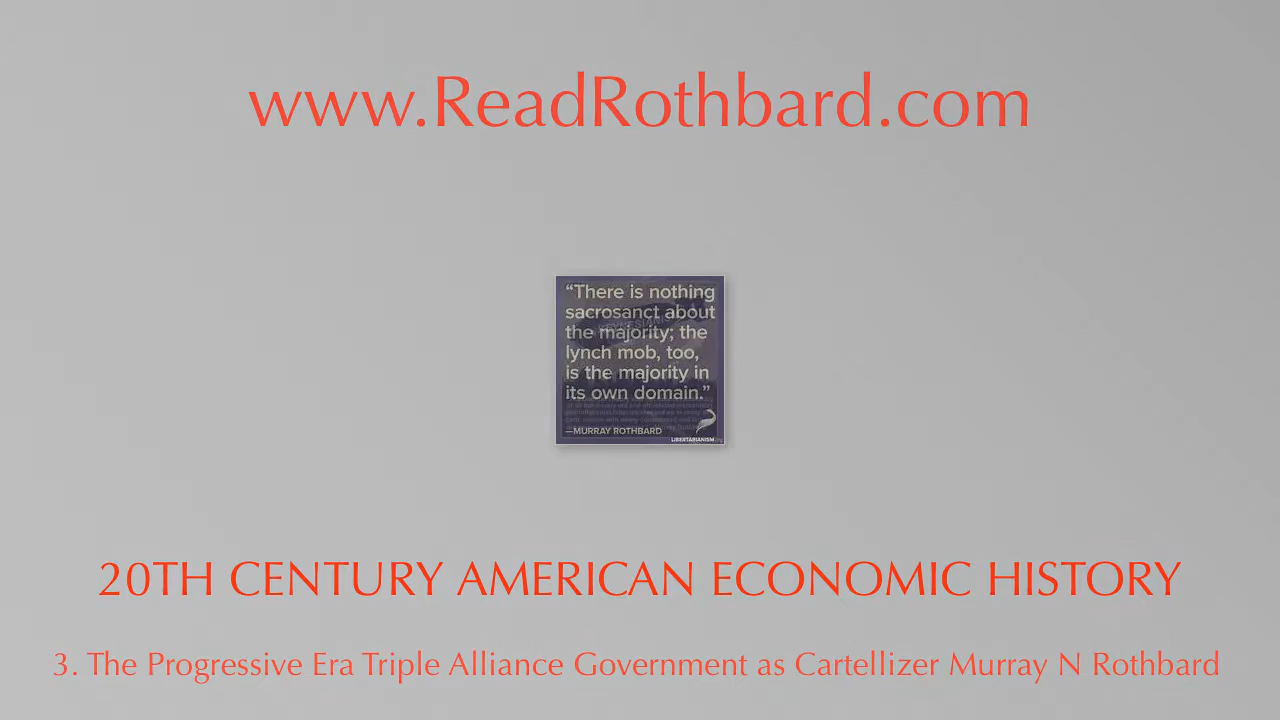 www.ReadRothbard.com
“There is nothing
sacrosanct about
the majority; the
lynch mob, too,
is the majority in
its own domain.”
—MURRAY ROTHBARD
LIBERTARIANISM.org
20TH CENTURY AMERICAN ECONOMIC HISTORY
3. The Progressive Era Triple Alliance Government as Cartellizer Murray N Rothbard